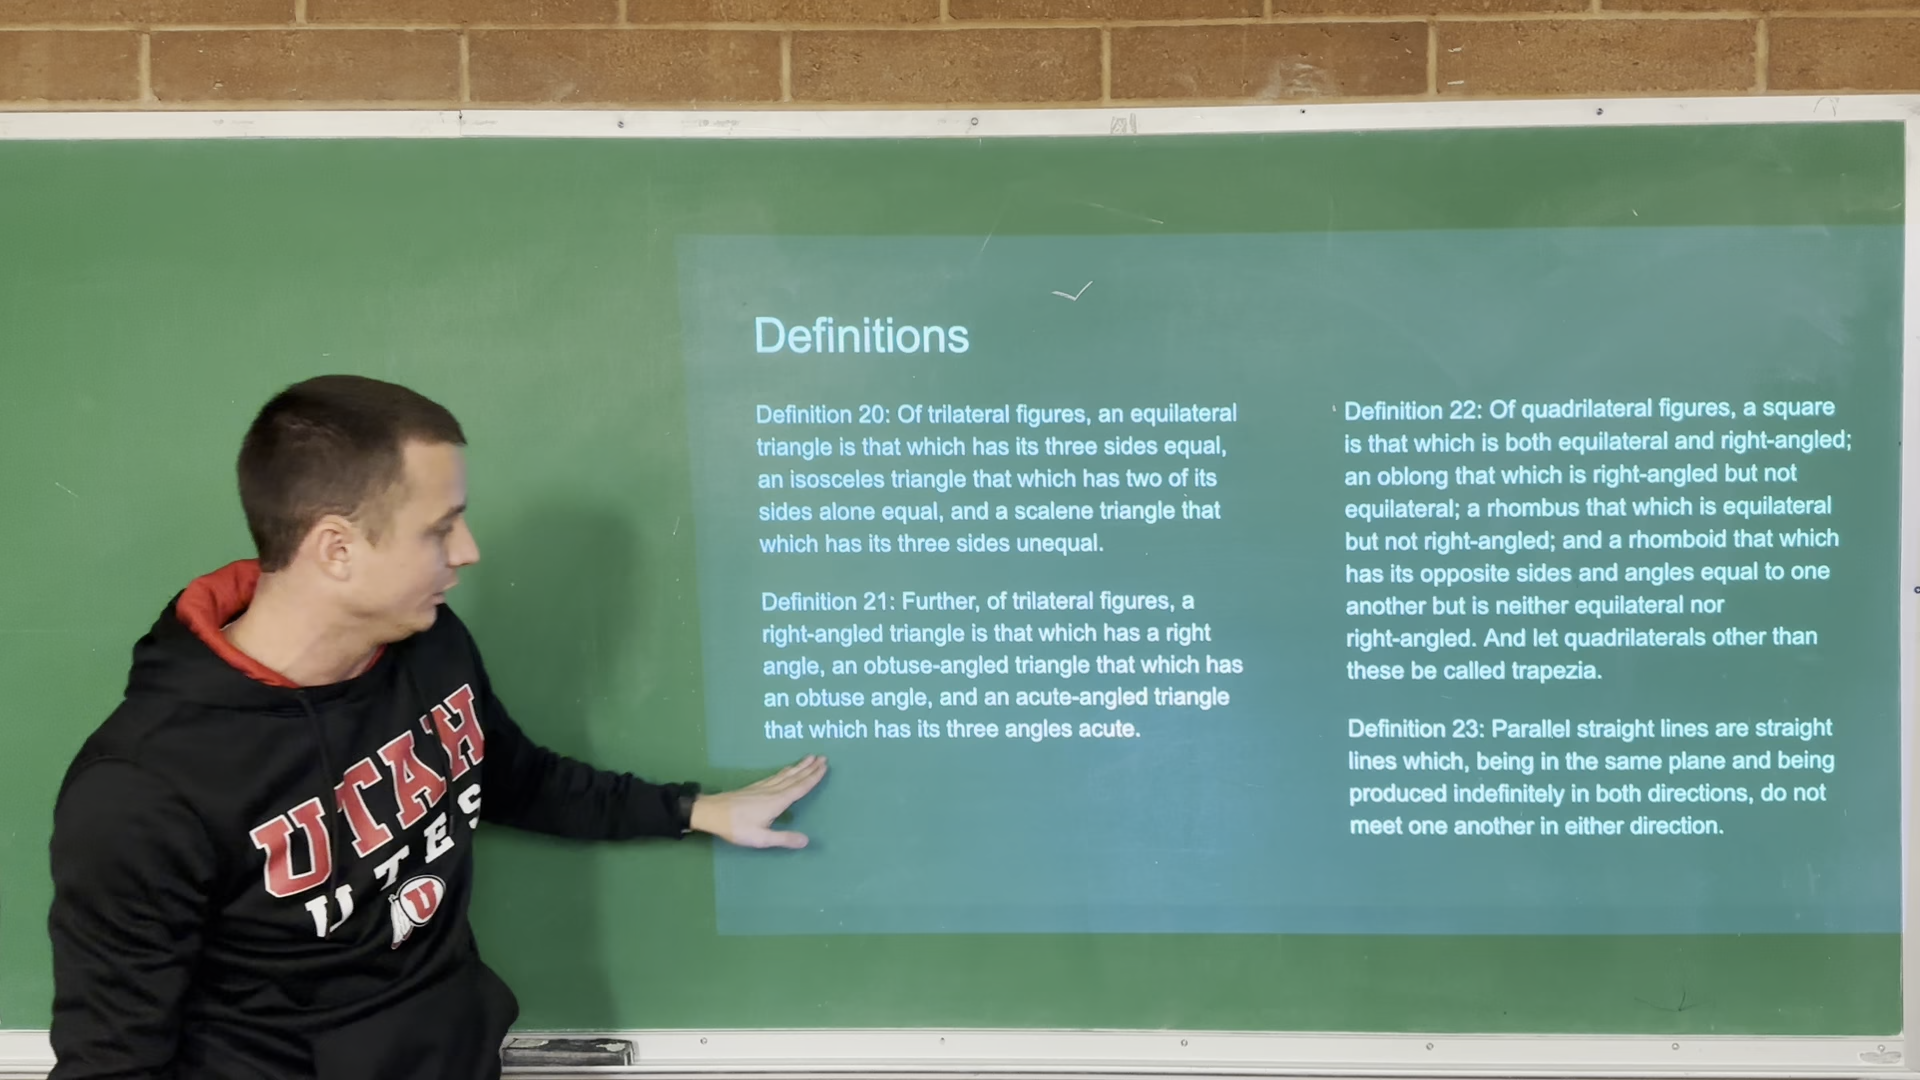 Definitions
Definition 20: Of trilateral figures, an equilateral
triangle is that which has its three sides equal,
an isosceles triangle that which has two of its
sides alone equal, and a scalene triangle that
which has its three sides unequal.
Definition 21: Further, of trilateral figures, a
right-angled triangle is that which has a right
angle, an obtuse-angled triangle that which has
an obtuse angle, and an acute-angled triangle
that which has its three angles acute.
Definition 22: Of quadrilateral figures, a square
is that which is both equilateral and right-angled;
an oblong that which is right-angled but not
equilateral; a rhombus that which is equilateral
but not right-angled; and a rhomboid that which
has its opposite sides and angles equal to one
another but is neither equilateral nor
right-angled. And let quadrilaterals other than
these be called trapezia.
Definition 23: Parallel straight lines are straight
lines which, being in the same plane and being
produced indefinitely in both directions, do not
meet one another in either direction.
UTAH
UTES
U